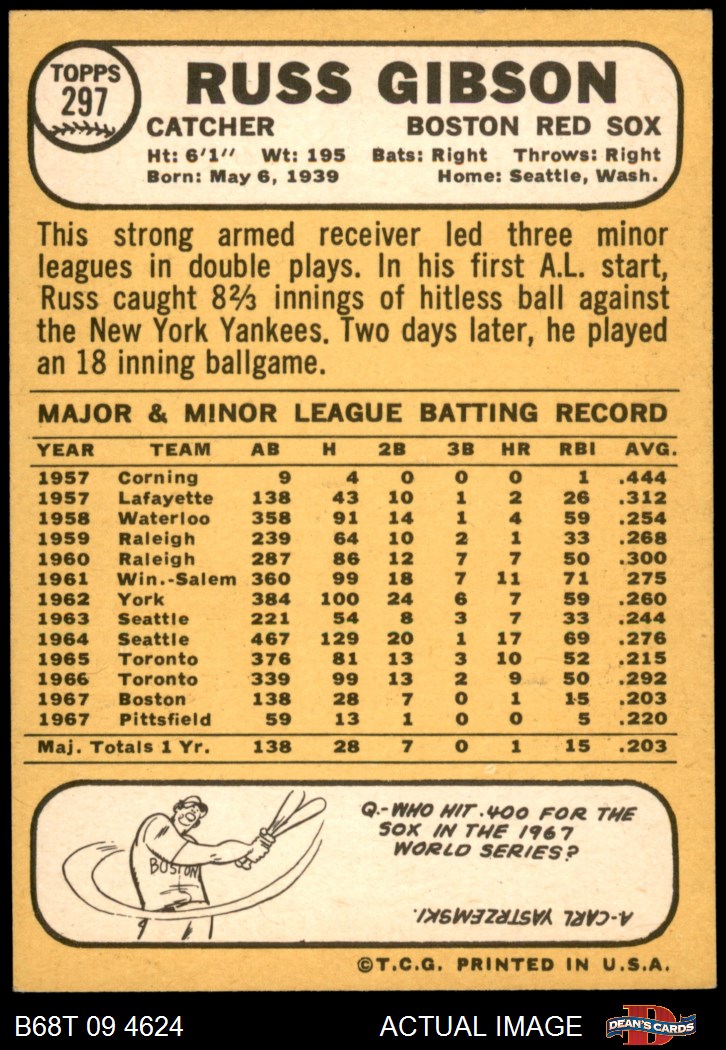 TOPPS
297
RUSS GIBSON
CATCHER BOSTON RED SOX
Ht: 6'1" Wt: 195 Bats: Right Throws: Right
Born: May 6, 1939 Home: Seattle, Wash.
This strong armed receiver led three minor
leagues in double plays. In his first A.L. start,
Russ caught 8⅔ innings of hitless ball against
the New York Yankees. Two days later, he played
an 18 inning ballgame.
MAJOR & MINOR LEAGUE BATTING RECORD
YEAR TEAM AB H 2B 3B HR RBI AVG.
1957 Corning 9 4 0 0 0 1 .444
1957 Lafayette 138 43 10 1 2 26 .312
1958 Waterloo 358 91 14 1 4 59 .254
1959 Raleigh 239 64 10 2 1 33 .268
1960 Raleigh 287 86 12 7 7 50 .300
1961 Win.-Salem 360 99 18 7 11 71 275
1962 York 384 100 24 6 7 59 .260
1963 Seattle 221 54 8 3 7 33 .244
1964 Seattle 467 129 20 1 17 69 .276
1965 Toronto 376 81 13 3 10 52 .215
1966 Toronto 339 99 13 2 9 50 .292
1967 Boston 138 28 7 0 1 15 .203
1967 Pittsfield 59 13 1 0 0 5 .220
Maj. Totals 1 Yr. 138 28 7 0 1 15 .203
BOSTON
Q.-WHO HIT .400 FOR THE
SOX IN THE 1967
WORLD SERIES?
A-CARL YASTRZEMSKI.
©T.C.G. PRINTED IN U.S.A.
B68T 09 4624 ACTUAL IMAGE D DEAN'S CARDS